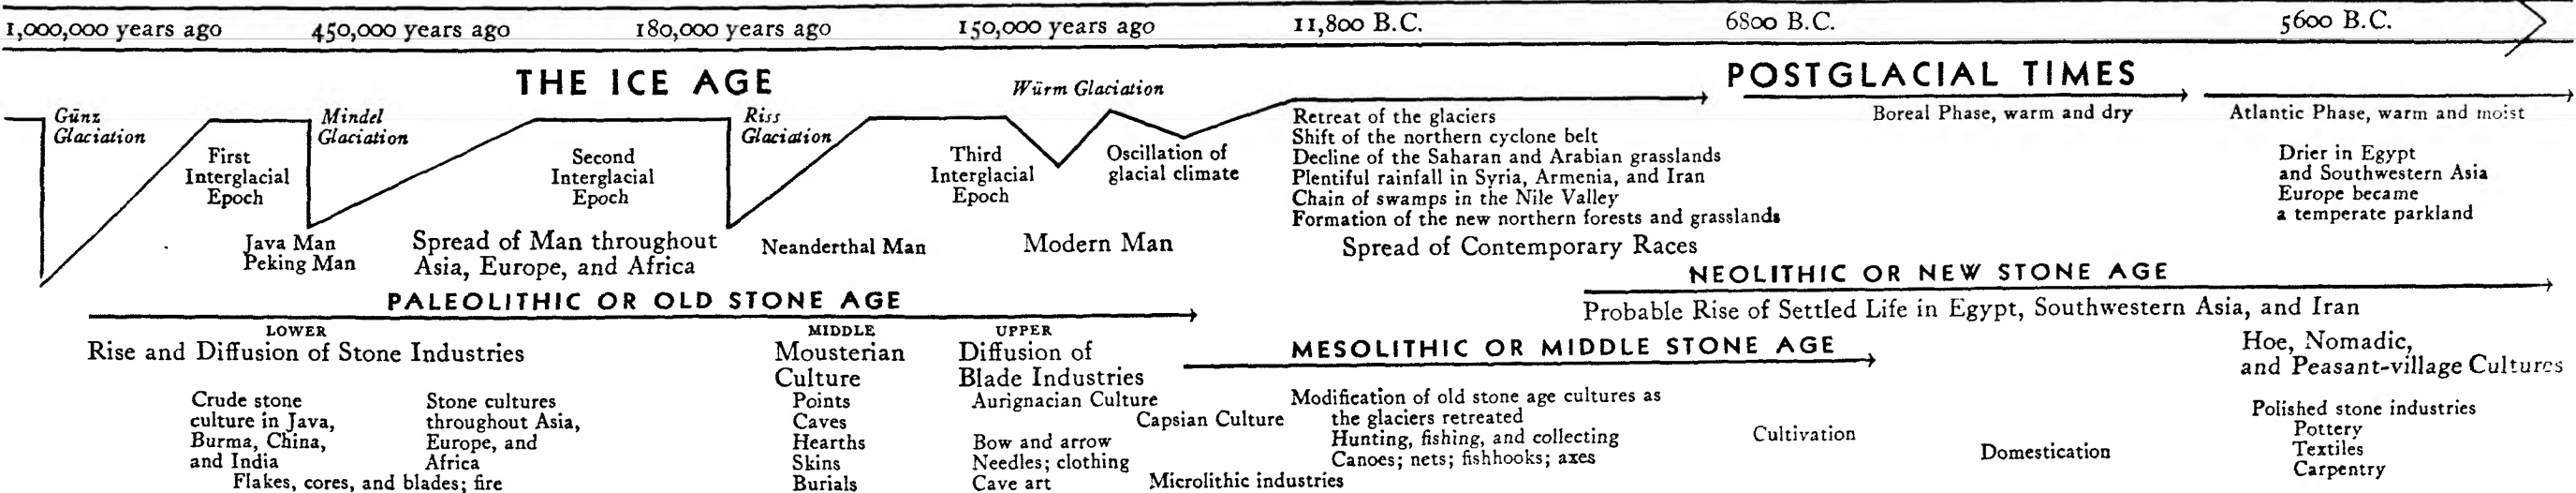 1,000,000 years ago 450,000 years ago 180,000 years ago 150,000 years ago 11,800 B.C. 6800 B.C. 5600 B.C.
THE ICE AGE
POSTGLACIAL TIMES
Günz
Glaciation
First
Interglacial
Epoch
Mindel
Glaciation
Second
Interglacial
Epoch
Riss
Glaciation
Third
Interglacial
Epoch
Würm Glaciation
Oscillation of
glacial climate
Retreat of the glaciers
Shift of the northern cyclone belt
Decline of the Saharan and Arabian grasslands
Plentiful rainfall in Syria, Armenia, and Iran
Chain of swamps in the Nile Valley
Formation of the new northern forests and grasslands
Boreal Phase, warm and dry
Atlantic Phase, warm and moist
Drier in Egypt
and Southwestern Asia
Europe became
a temperate parkland
Java Man
Peking Man
Spread of Man throughout
Asia, Europe, and Africa
Neanderthal Man
Modern Man
Spread of Contemporary Races
PALEOLITHIC OR OLD STONE AGE
NEOLITHIC OR NEW STONE AGE
Probable Rise of Settled Life in Egypt, Southwestern Asia, and Iran
LOWER
Rise and Diffusion of Stone Industries
Crude stone
culture in Java,
Burma, China,
and India
Stone cultures
throughout Asia,
Europe, and
Africa
Flakes, cores, and blades; fire
MIDDLE
Mousterian
Culture
Points
Caves
Hearths
Skins
Burials
UPPER
Diffusion of
Blade Industries
Aurignacian Culture
Capsian Culture
Bow and arrow
Needles; clothing
Cave art
Microlithic industries
MESOLITHIC OR MIDDLE STONE AGE
Modification of old stone age cultures as
the glaciers retreated
Hunting, fishing, and collecting
Canoes; nets; fishhooks; axes
Cultivation
Domestication
Hoe, Nomadic,
and Peasant-village Cultures
Polished stone industries
Pottery
Textiles
Carpentry